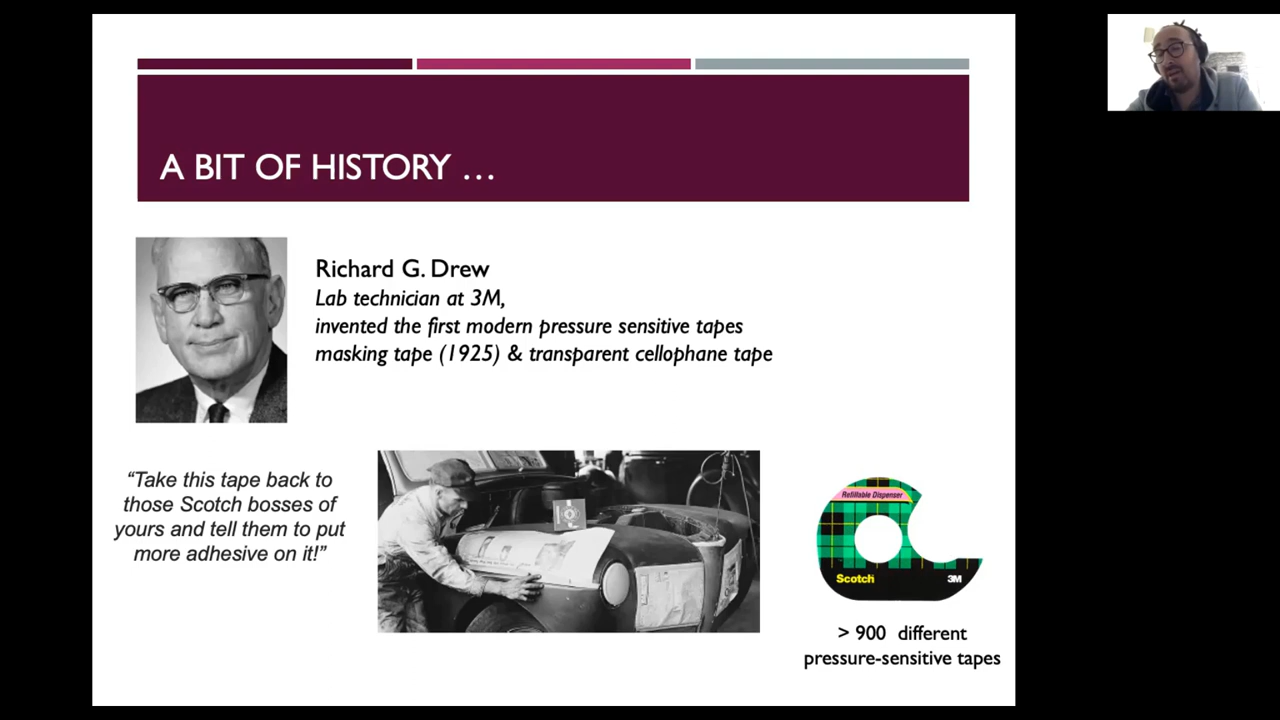 A BIT OF HISTORY …
Richard G. Drew
Lab technician at 3M,
invented the first modern pressure sensitive tapes
masking tape (1925) & transparent cellophane tape
“Take this tape back to
those Scotch bosses of
yours and tell them to put
more adhesive on it!”
Refillable Dispenser
Scotch
3M
> 900 different
pressure-sensitive tapes